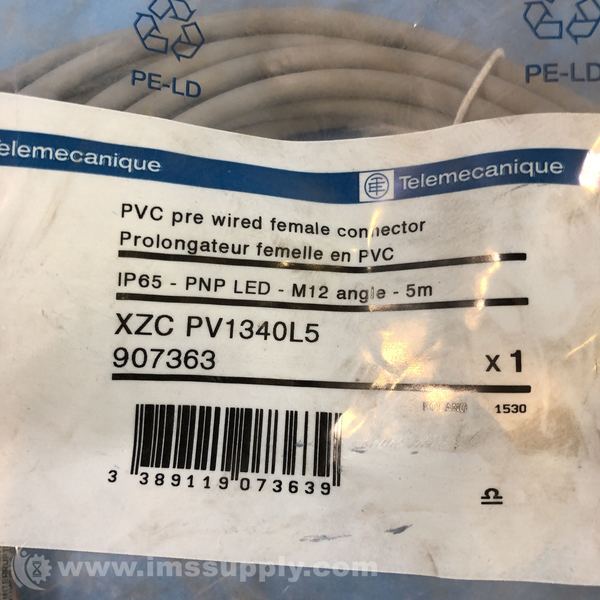 PE-LD
PE-LD
Telemecanique
Telemecanique
PVC pre wired female connector
Prolongateur femelle en PVC
IP65 - PNP LED - M12 angle - 5m
XZC PV1340L5
907363
x 1
1530
3 389119 073639
www.imssupply.com